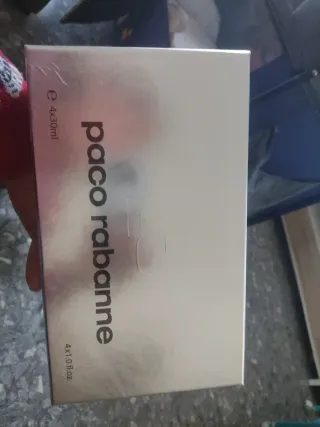 ℮ 4x30ml
paco rabanne
4x1.0 fl.oz.